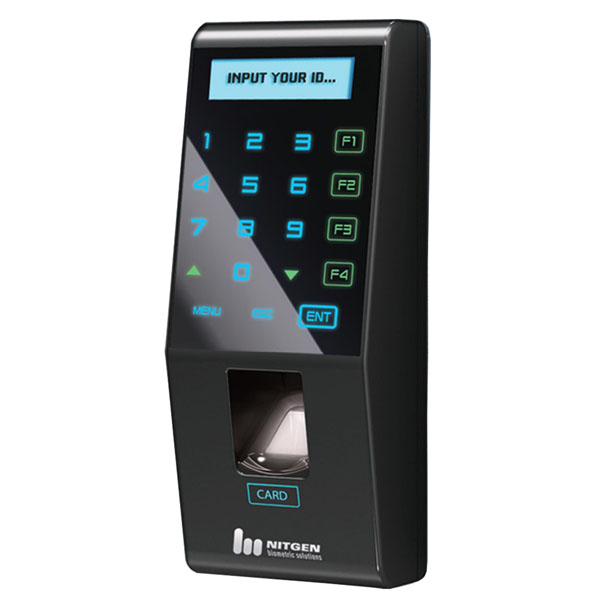 INPUT YOUR ID...
1 2 3 F1
4 5 6 F2
7 8 9 F3
0 F4
MENU ENT
CARD
NITGEN
biometric solutions